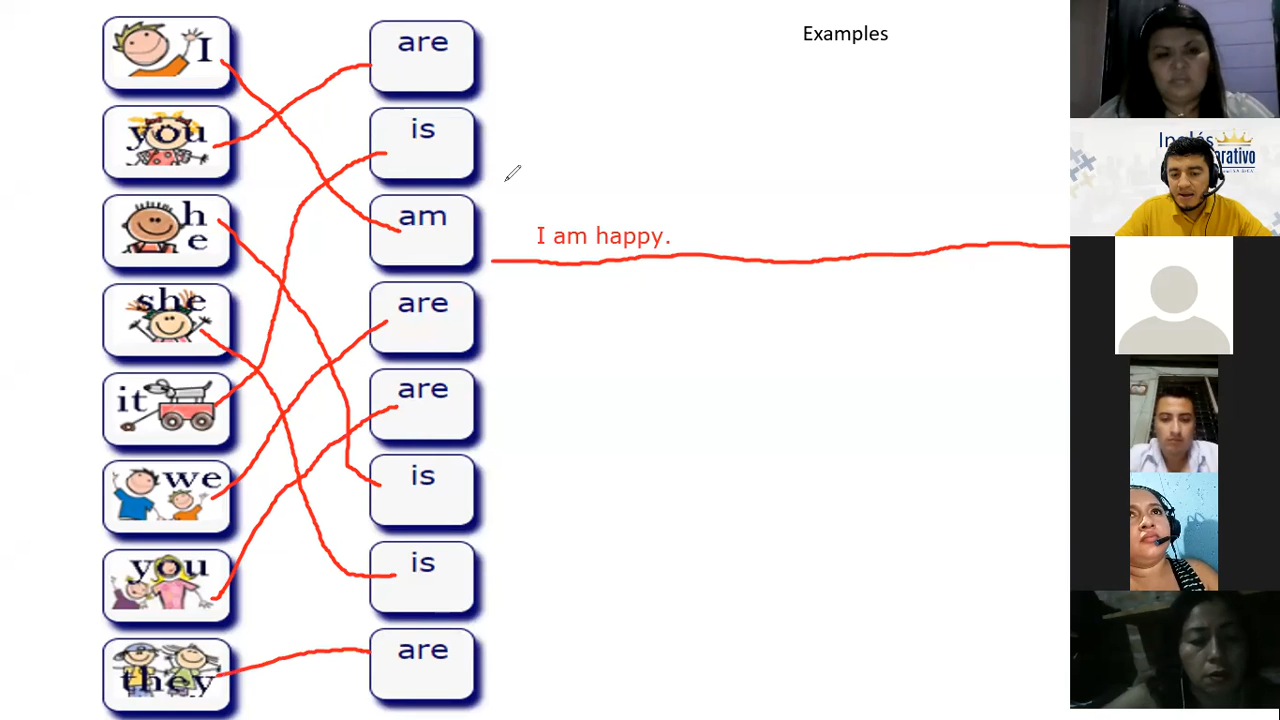 I
are
Examples
you
is
Inglés
he
am
I am happy.
she
are
it
are
we
is
you
is
they
are